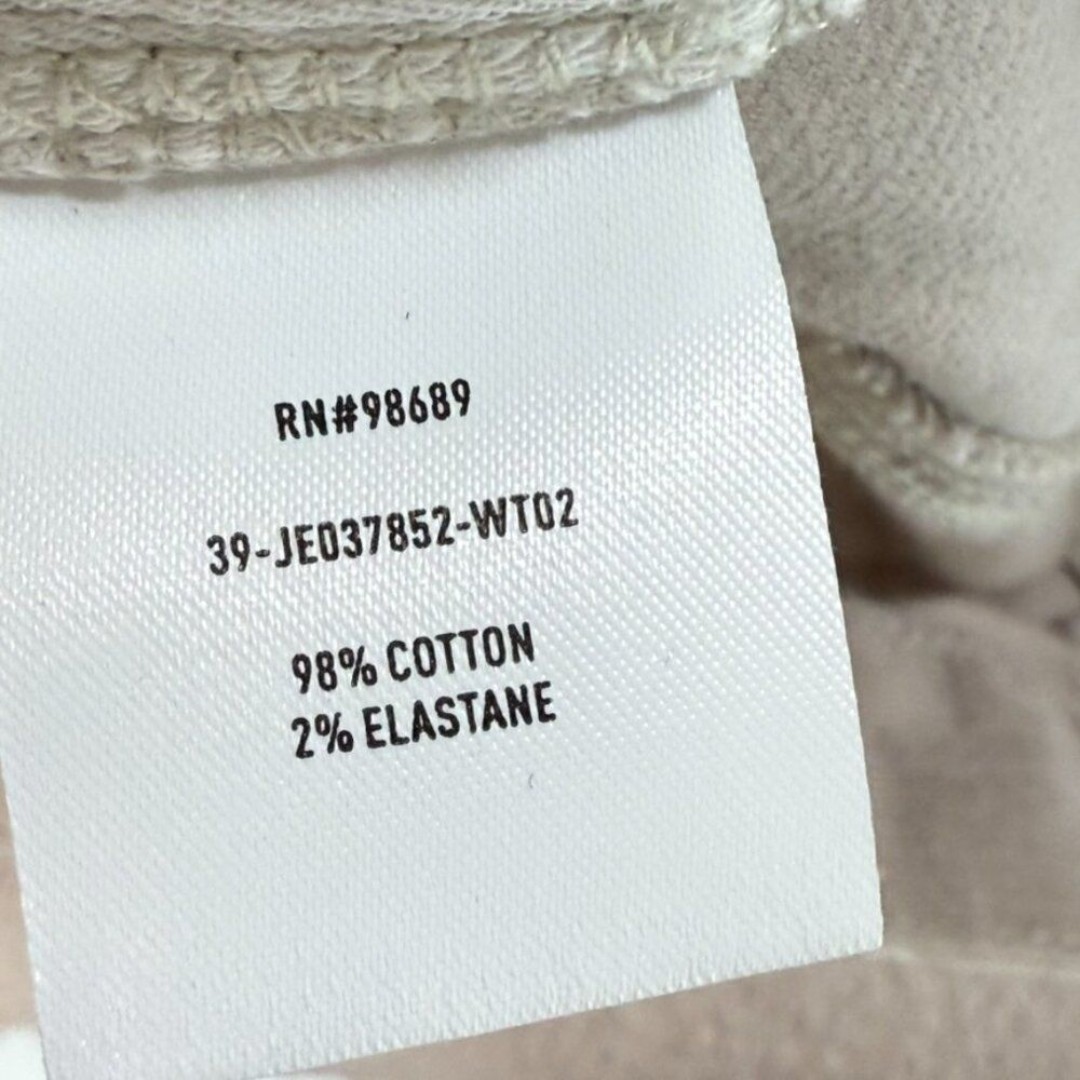 RN#98689
39-JE037852-WT02
98% COTTON
2% ELASTANE